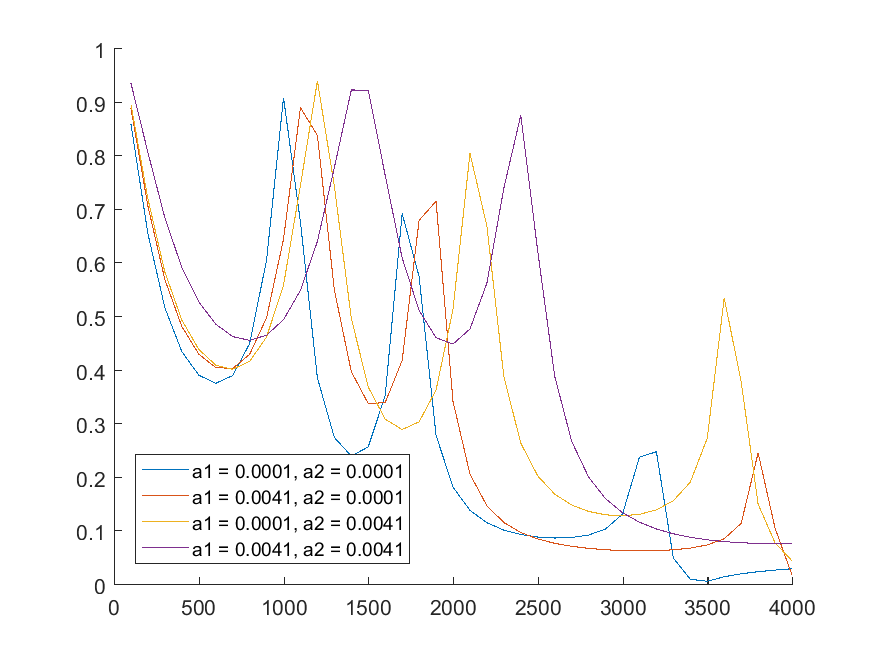 1
0.9
0.8
0.7
0.6
0.5
0.4
0.3
0.2
0.1
0
a1 = 0.0001, a2 = 0.0001
a1 = 0.0041, a2 = 0.0001
a1 = 0.0001, a2 = 0.0041
a1 = 0.0041, a2 = 0.0041
0 500 1000 1500 2000 2500 3000 3500 4000